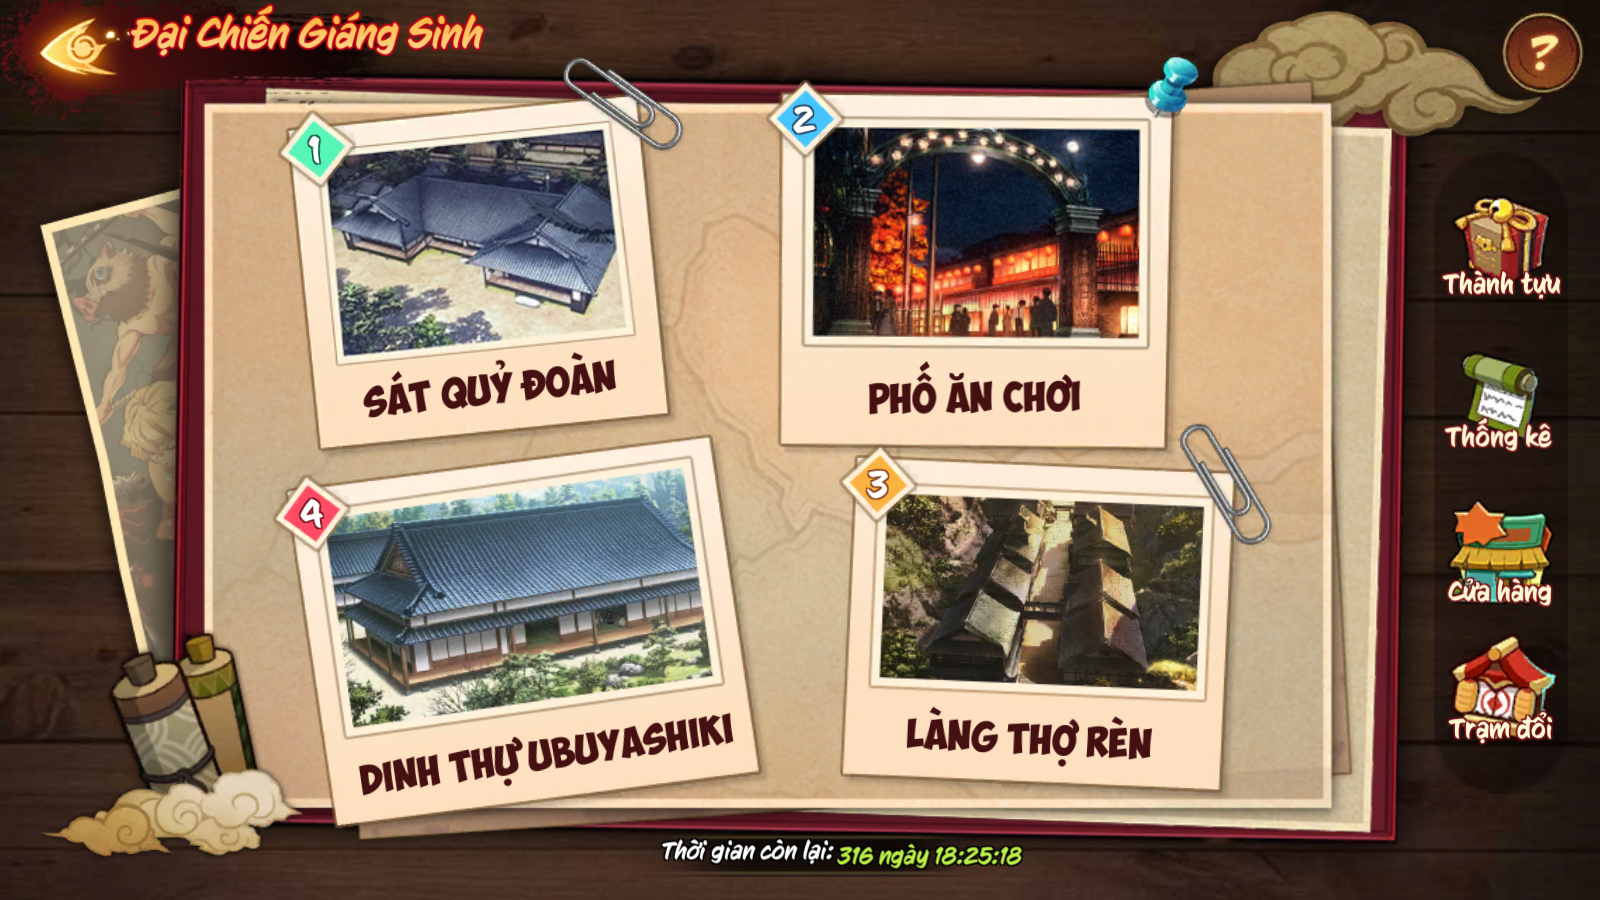 Đại Chiến Giáng Sinh
?
1
SÁT QUỶ ĐOÀN
2
PHỐ ĂN CHƠI
4
DINH THỰ UBUYASHIKI
3
LÀNG THỢ RÈN
Thành tựu
Thống kê
Cửa hàng
Trạm đổi
Thời gian còn lại: 316 ngày 18:25:18